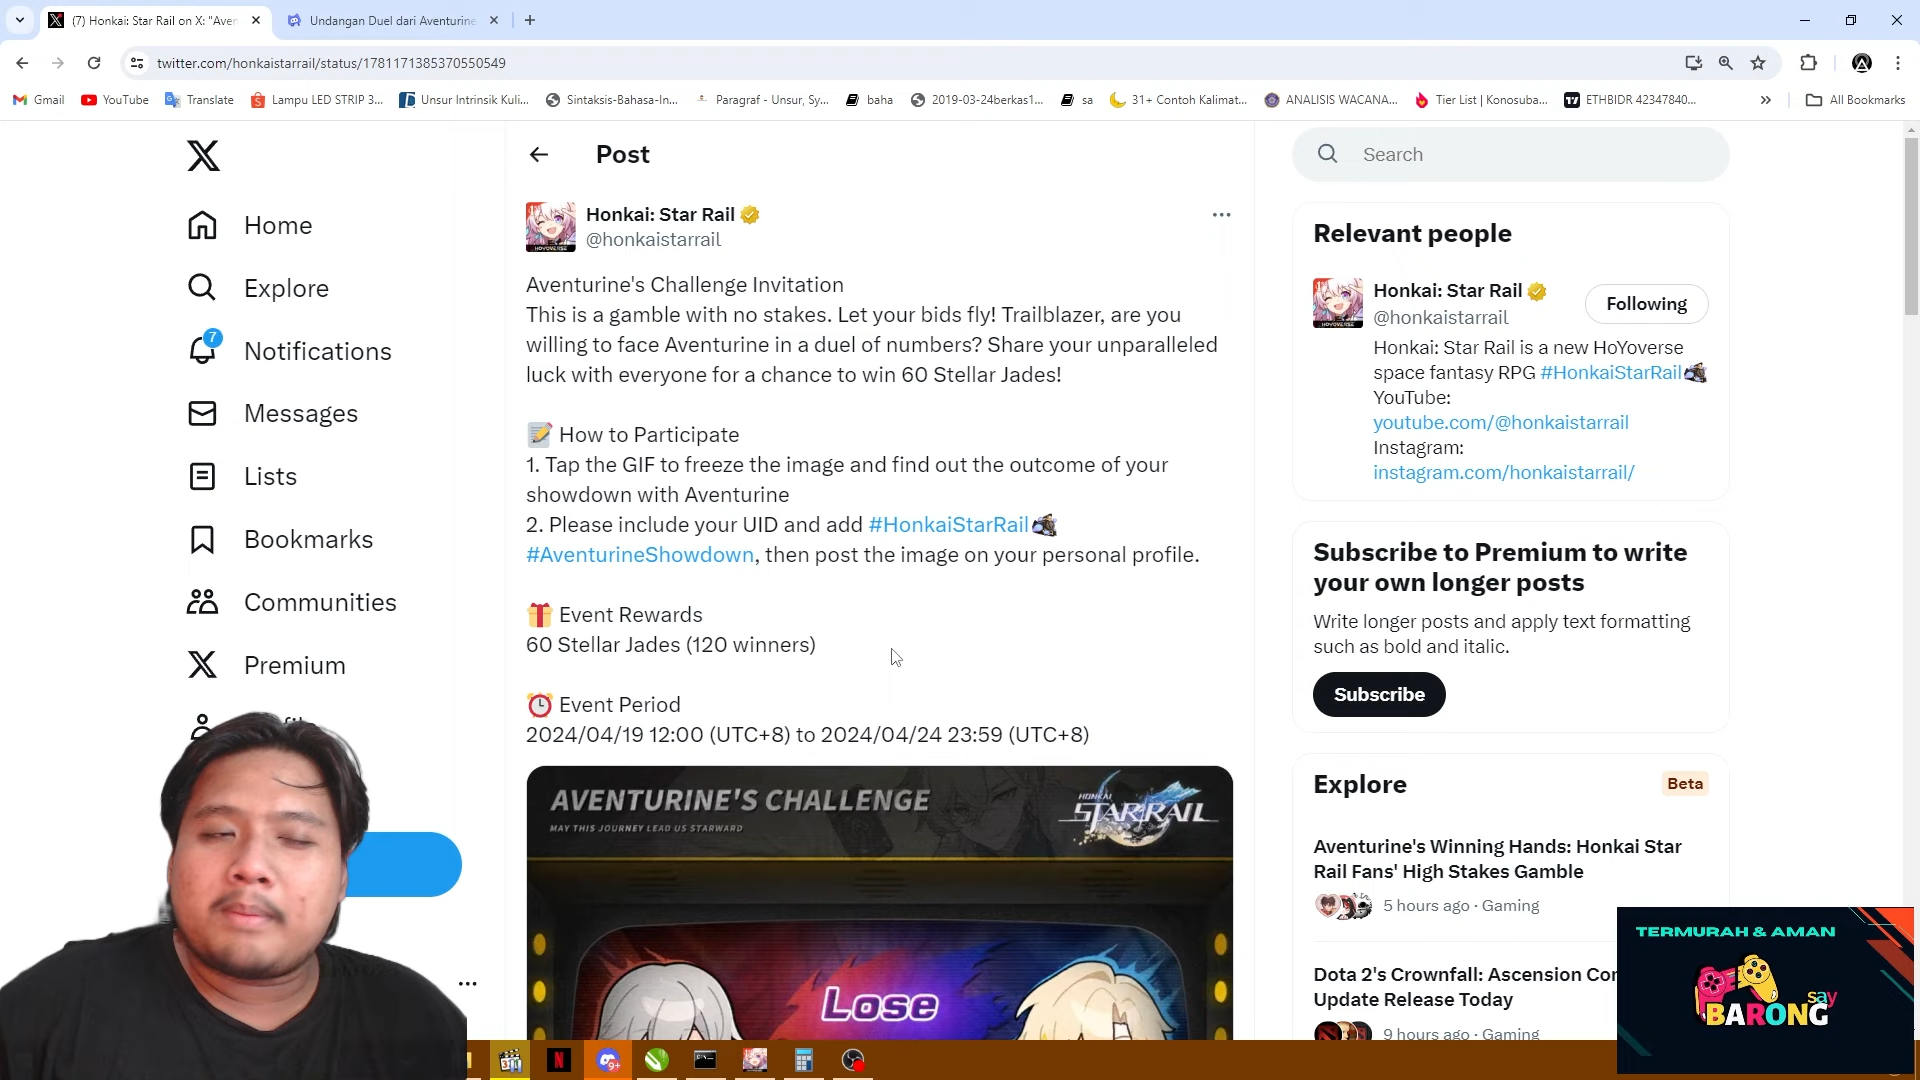 (7) Honkai: Star Rail on X: "Aven
Undangan Duel dari Aventurine
twitter.com/honkaistarrail/status/1781171385370550549
Gmail
YouTube
Translate
Lampu LED STRIP 3...
Unsur Intrinsik Kuli...
Sintaksis-Bahasa-In...
Paragraf - Unsur, Sy...
baha
2019-03-24berkas1...
sa
31+ Contoh Kalimat...
ANALISIS WACANA...
Tier List | Konosuba...
ETHBIDR 42347840...
All Bookmarks
Home
Explore
7
Notifications
Messages
Lists
Bookmarks
Communities
Premium
Post
Honkai: Star Rail
@honkaistarrail
Aventurine's Challenge Invitation
This is a gamble with no stakes. Let your bids fly! Trailblazer, are you
willing to face Aventurine in a duel of numbers? Share your unparalleled
luck with everyone for a chance to win 60 Stellar Jades!
How to Participate
1. Tap the GIF to freeze the image and find out the outcome of your
showdown with Aventurine
2. Please include your UID and add #HonkaiStarRail
#AventurineShowdown, then post the image on your personal profile.
Event Rewards
60 Stellar Jades (120 winners)
Event Period
2024/04/19 12:00 (UTC+8) to 2024/04/24 23:59 (UTC+8)
AVENTURINE'S CHALLENGE
MAY THIS JOURNEY LEAD US STARWARD
HONKAI
STAR RAIL
Lose
Search
Relevant people
Honkai: Star Rail
@honkaistarrail
Following
Honkai: Star Rail is a new HoYoverse
space fantasy RPG #HonkaiStarRail
YouTube:
youtube.com/@honkaistarrail
Instagram:
instagram.com/honkaistarrail/
Subscribe to Premium to write
your own longer posts
Write longer posts and apply text formatting
such as bold and italic.
Subscribe
Explore
Beta
Aventurine's Winning Hands: Honkai Star
Rail Fans' High Stakes Gamble
5 hours ago · Gaming
Dota 2's Crownfall: Ascension Con
Update Release Today
9 hours ago · Gaming
TERMURAH & AMAN
say
BARONG